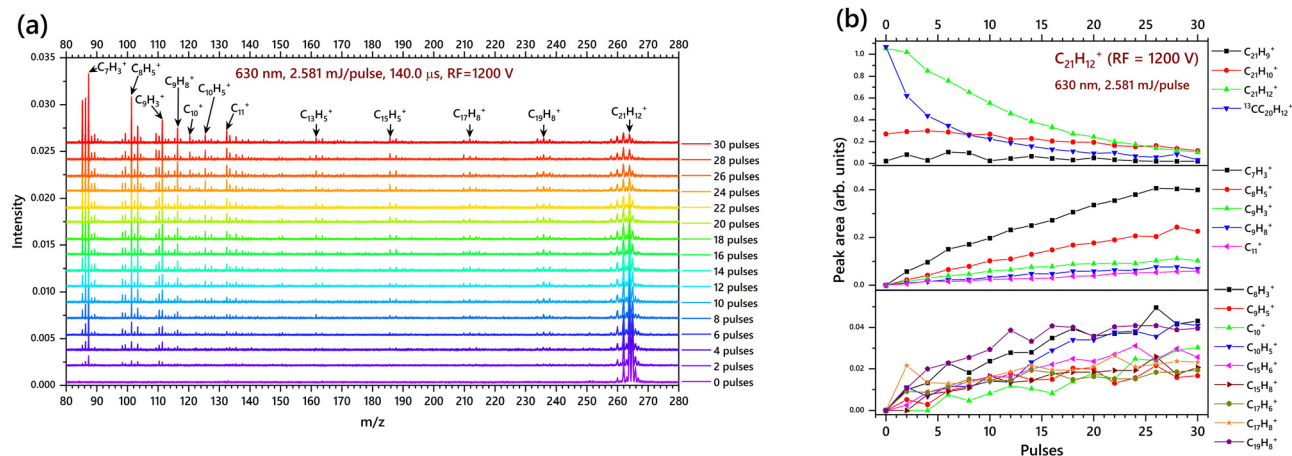 (a)
80 90 100 110 120 130 140 150 160 170 180 190 200 210 220 230 240 250 260 270 280
0.035
0.030
0.025
0.020
0.015
0.010
0.005
0.000
Intensity
630 nm, 2.581 mJ/pulse, 140.0 μs, RF=1200 V
C₇H₃⁺
C₈H₅⁺
C₉H₃⁺
C₉H₈⁺
C₁₀⁺
C₁₀H₅⁺
C₁₁⁺
C₁₃H₅⁺
C₁₅H₅⁺
C₁₇H₈⁺
C₁₉H₈⁺
C₂₁H₁₂⁺
30 pulses
28 pulses
26 pulses
24 pulses
22 pulses
20 pulses
18 pulses
16 pulses
14 pulses
12 pulses
10 pulses
8 pulses
6 pulses
4 pulses
2 pulses
0 pulses
80 90 100 110 120 130 140 150 160 170 180 190 200 210 220 230 240 250 260 270 280
m/z
(b)
0 5 10 15 20 25 30
1.0
0.8
0.6
0.4
0.2
0.0
C₂₁H₁₂⁺ (RF = 1200 V)
630 nm, 2.581 mJ/pulse
C₂₁H₉⁺
C₂₁H₁₀⁺
C₂₁H₁₂⁺
¹³CC₂₀H₁₂⁺
Peak area (arb. units)
0.4
0.2
0.0
C₇H₃⁺
C₈H₅⁺
C₉H₃⁺
C₉H₈⁺
C₁₁⁺
0.04
0.02
0.00
C₈H₃⁺
C₉H₅⁺
C₁₀⁺
C₁₀H₅⁺
C₁₅H₆⁺
C₁₅H₈⁺
C₁₇H₆⁺
C₁₇H₈⁺
C₁₉H₈⁺
0 5 10 15 20 25 30
Pulses